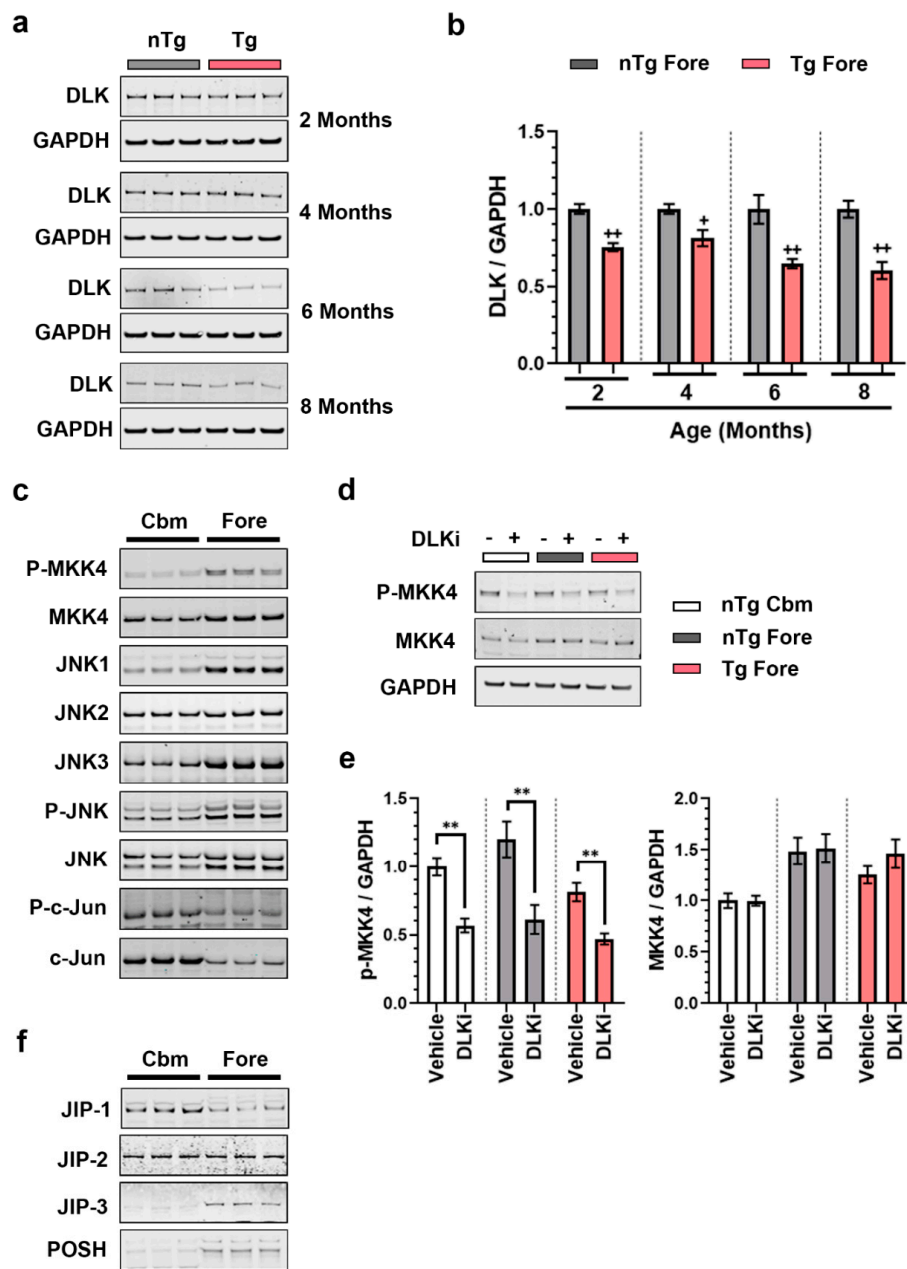 a
nTg Tg
DLK
GAPDH
2 Months
DLK
GAPDH
4 Months
DLK
GAPDH
6 Months
DLK
GAPDH
8 Months
b
nTg Fore Tg Fore
DLK / GAPDH
1.5
1.0
0.5
0.0
++ + ++ ++
2 4 6 8
Age (Months)
c
Cbm Fore
P-MKK4
MKK4
JNK1
JNK2
JNK3
P-JNK
JNK
P-c-Jun
c-Jun
d
DLKi - + - + - +
P-MKK4
MKK4
GAPDH
nTg Cbm
nTg Fore
Tg Fore
e
p-MKK4 / GAPDH
1.5
1.0
0.5
0.0
** ** **
Vehicle DLKi Vehicle DLKi Vehicle DLKi
MKK4 / GAPDH
2.0
1.5
1.0
0.5
0.0
Vehicle DLKi Vehicle DLKi Vehicle DLKi
f
Cbm Fore
JIP-1
JIP-2
JIP-3
POSH